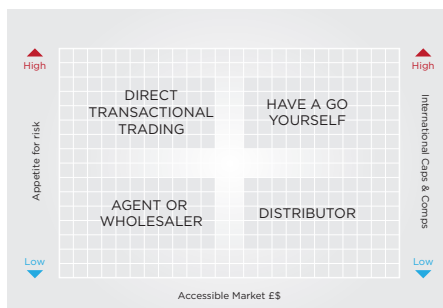 High
High
DIRECT
TRANSACTIONAL
TRADING
HAVE A GO
YOURSELF
Appetite for risk
International Caps & Comps
AGENT OR
WHOLESALER
DISTRIBUTOR
Low
Low
Accessible Market £$